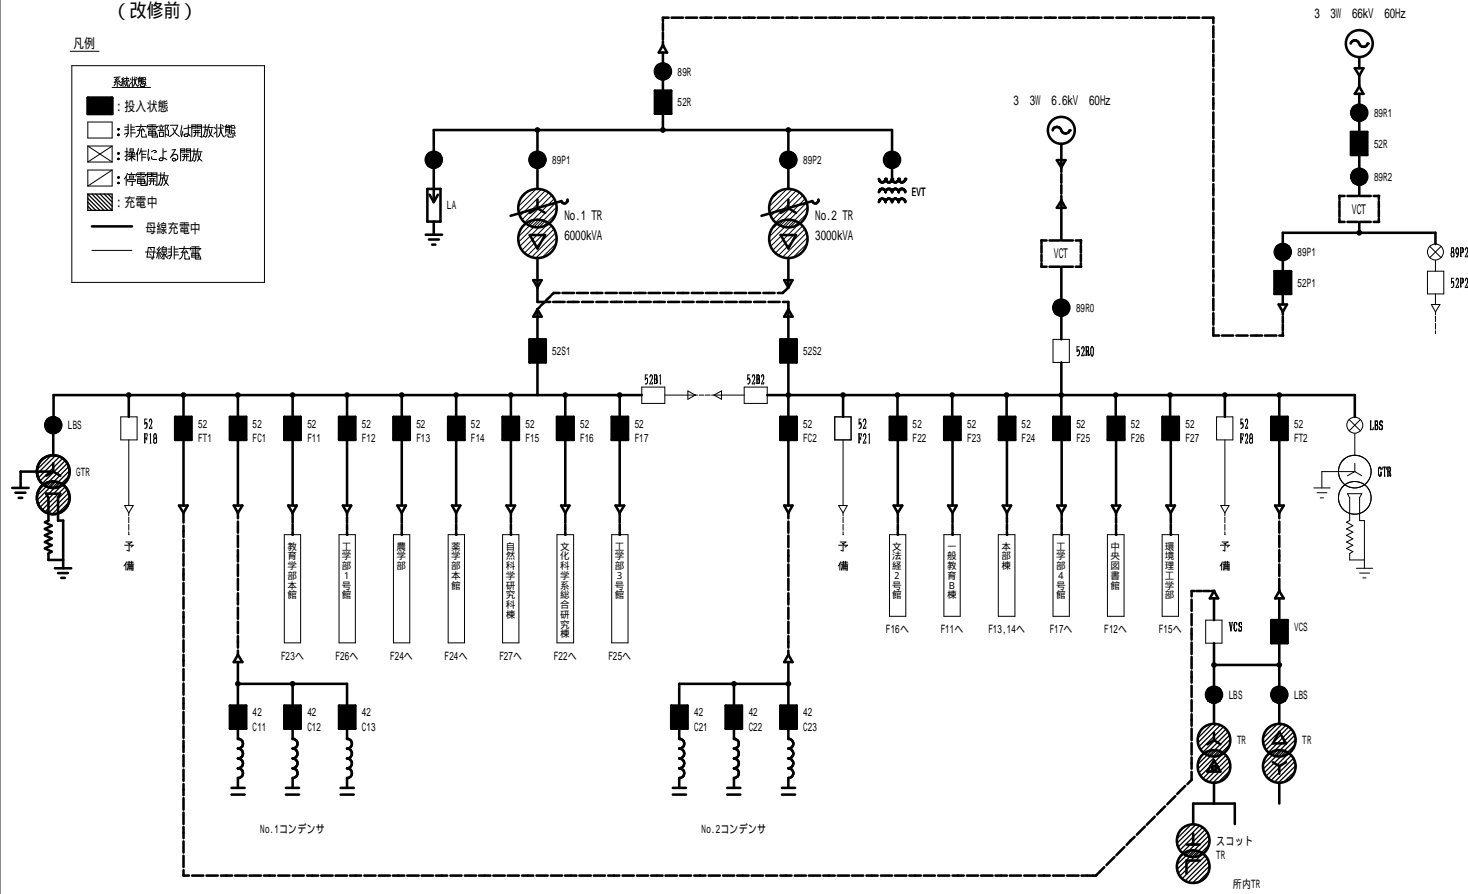 (改修前)
凡例
系統状態
:投入状態
:非充電部又は開放状態
:操作による開放
:停電開放
:充電中
母線充電中
母線非充電
3 3W 66kV 60Hz
89R1
52R
89R2
VCT
89P1
52P1
89P2
52P2
89R
52R
3 3W 6.6kV 60Hz
VCT
89R0
52R0
LA
89P1
No.1 TR
6000kVA
89P2
No.2 TR
3000kVA
EVT
52S1
52S2
52B1
52B2
LBS
GTR
52
F18
予備
52
FT1
52
FC1
52
F11
教育学部本館
F23へ
52
F12
工学部1号館
F26へ
52
F13
農学部
F24へ
52
F14
薬学部本館
F24へ
52
F15
自然科学研究科棟
F27へ
52
F16
文化科学系総合研究棟
F22へ
52
F17
工学部3号館
F25へ
52
FC2
52
F21
予備
52
F22
文法経2号館
F16へ
52
F23
一般教育B棟
F11へ
52
F24
本部棟
F13,14へ
52
F25
工学部4号館
F17へ
52
F26
中央図書館
F12へ
52
F27
環境理工学部
F15へ
52
F28
予備
52
FT2
LBS
GTR
VCS
VCS
LBS
LBS
TR
TR
スコット
TR
所内TR
42
C11
42
C12
42
C13
No.1コンデンサ
42
C21
42
C22
42
C23
No.2コンデンサ